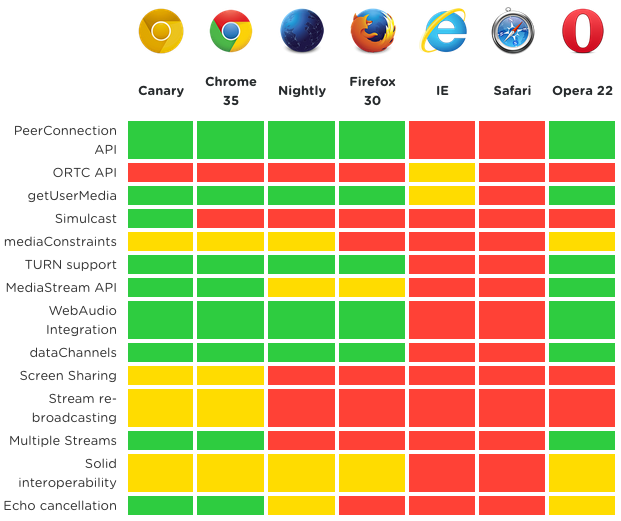 Canary
Chrome
35
Nightly
Firefox
30
IE
Safari
Opera 22
PeerConnection
API
ORTC API
getUserMedia
Simulcast
mediaConstraints
TURN support
MediaStream API
WebAudio
Integration
dataChannels
Screen Sharing
Stream re-
broadcasting
Multiple Streams
Solid
interoperability
Echo cancellation